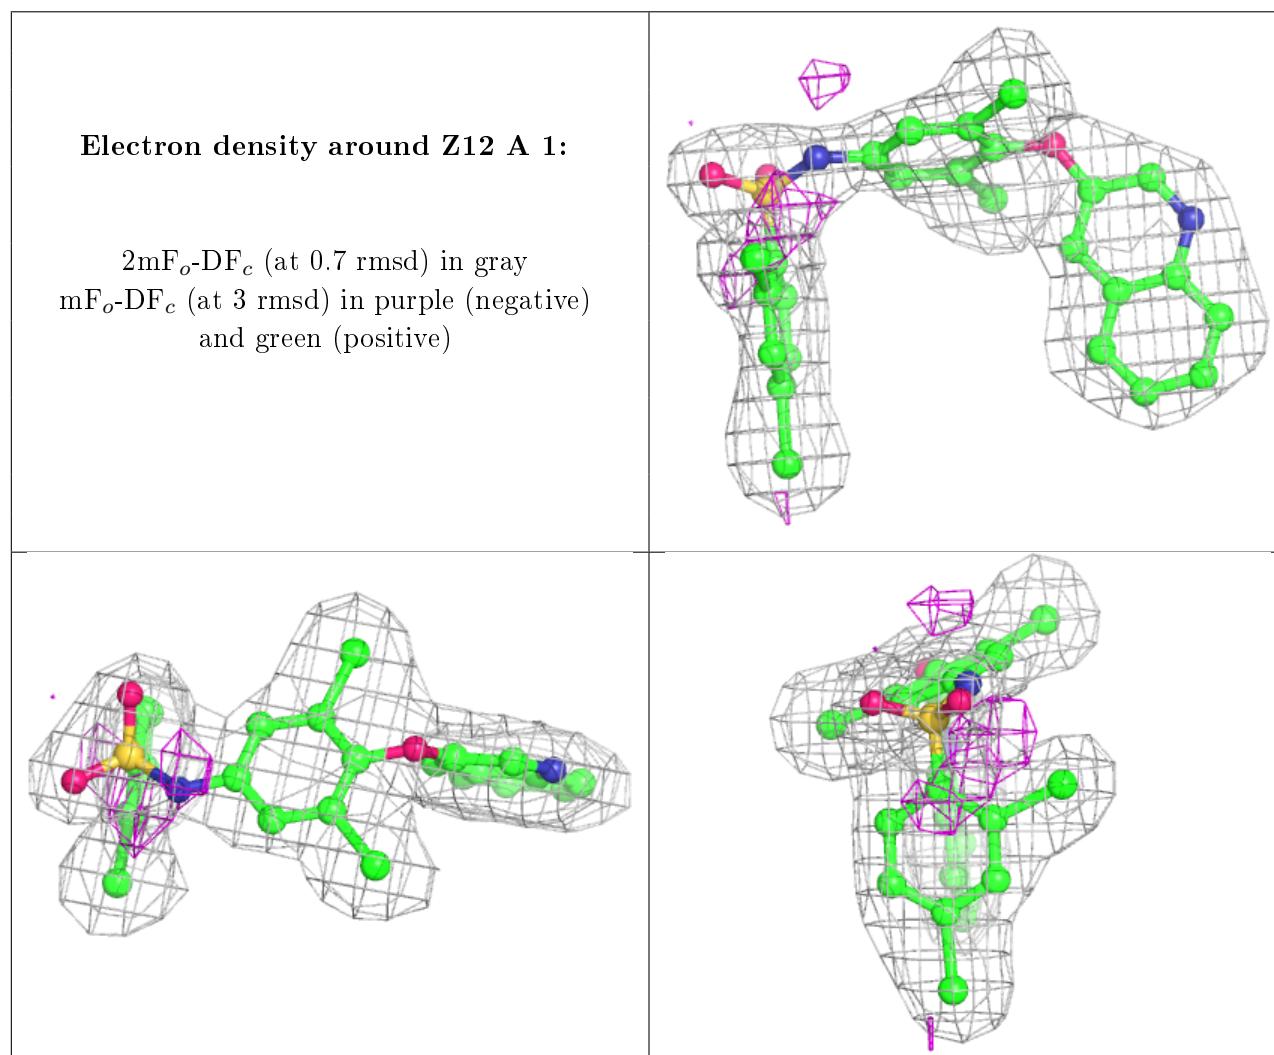 Electron density around Z12 A 1:
2mFₒ-DF𝒸 (at 0.7 rmsd) in gray
mFₒ-DF𝒸 (at 3 rmsd) in purple (negative)
and green (positive)